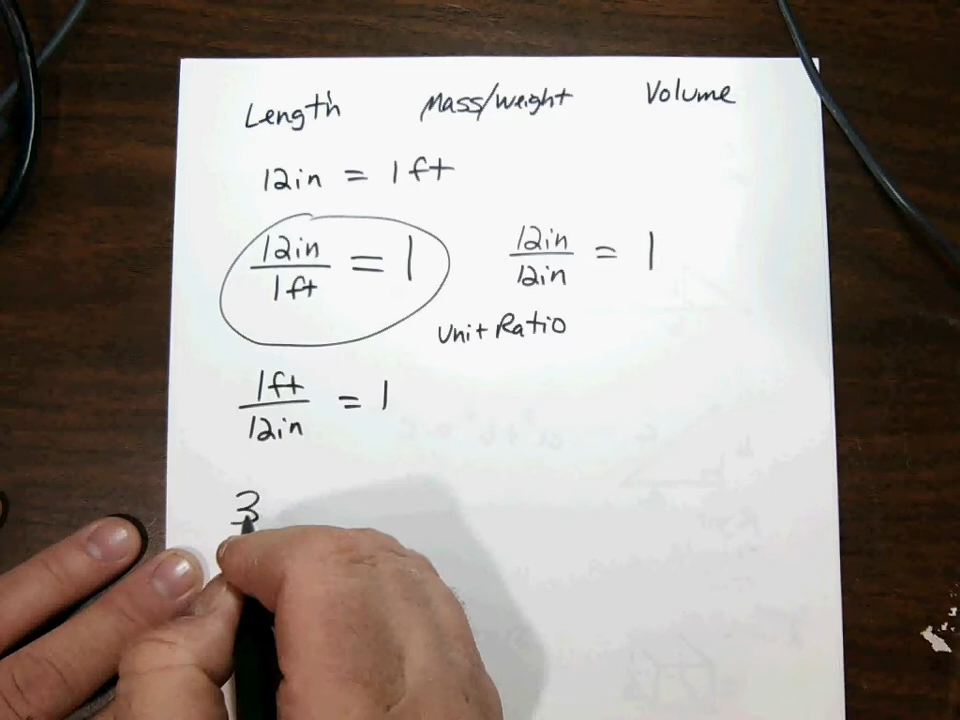 Length Mass/weight Volume
12in = 1ft
12in/1ft = 1 12in/12in = 1
Unit Ratio
1ft/12in = 1
3